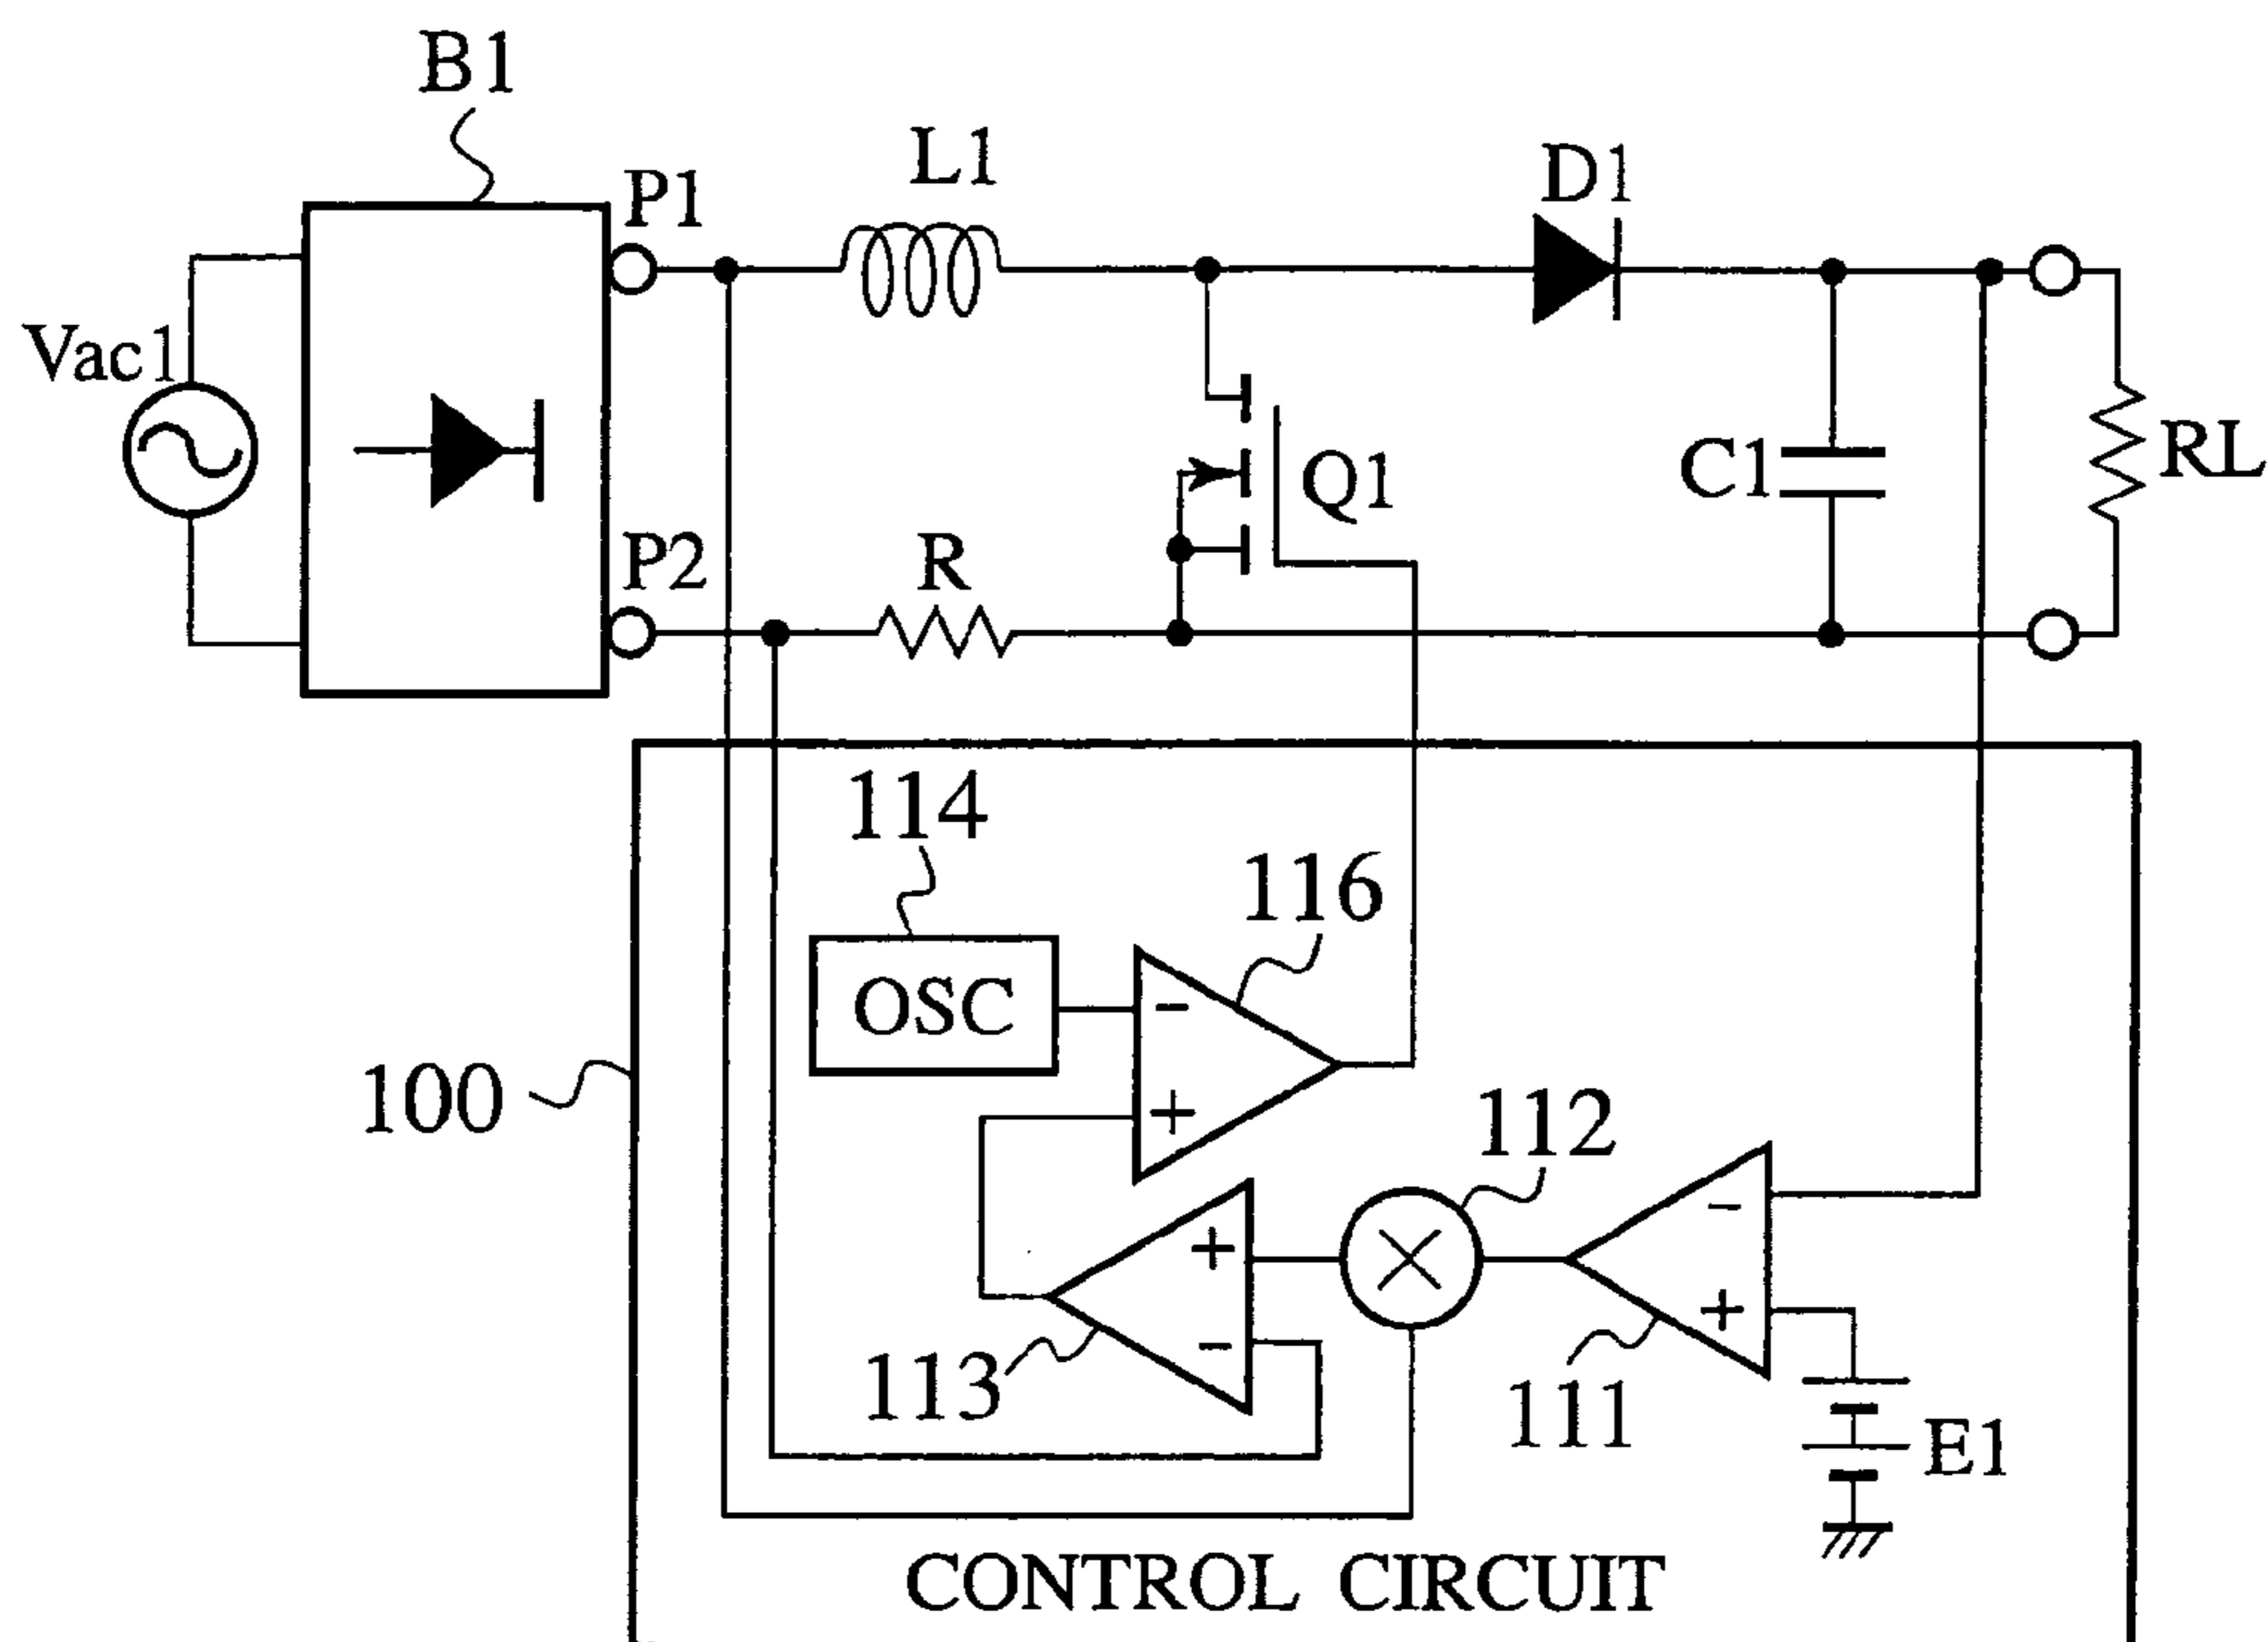 B1
P1
L1
D1
Vac1
Q1
C1
RL
P2
R
114
116
OSC
-
+
100
112
+
-
-
+
113
111
E1
CONTROL CIRCUIT